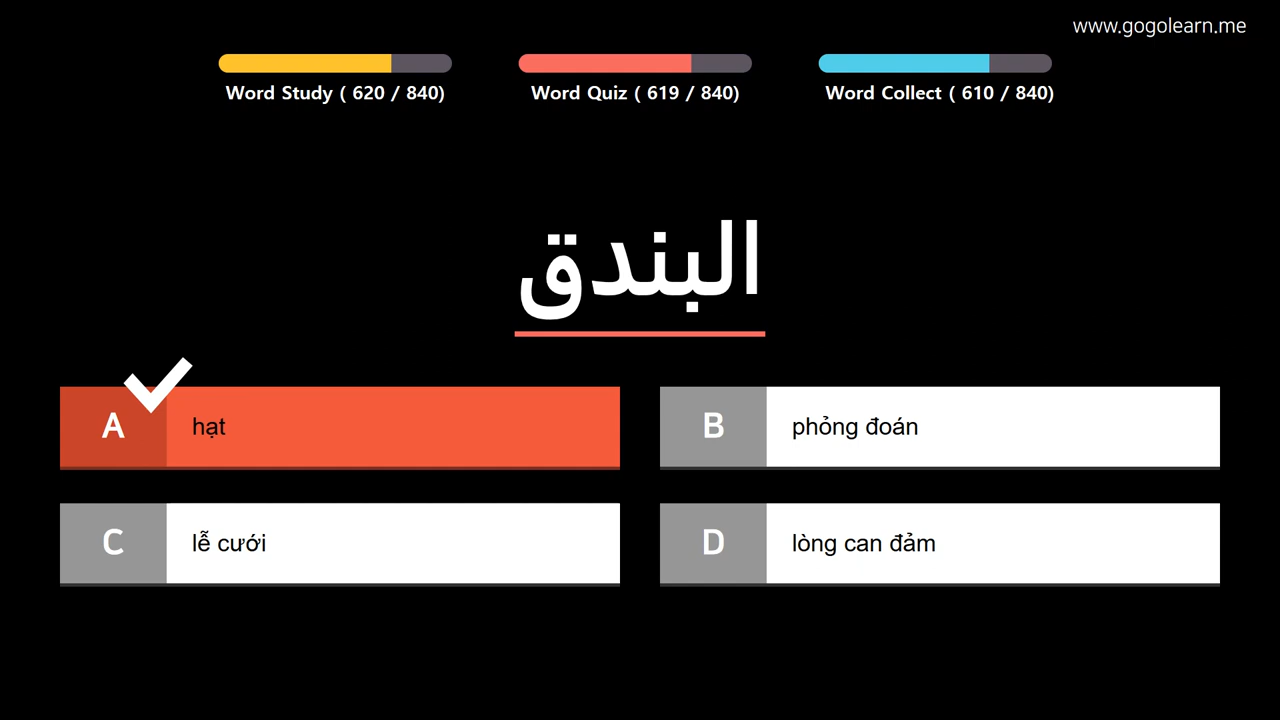 www.gogolearn.me
Word Study ( 620 / 840)
Word Quiz ( 619 / 840)
Word Collect ( 610 / 840)
البندق
A hạt
B phỏng đoán
C lễ cưới
D lòng can đảm